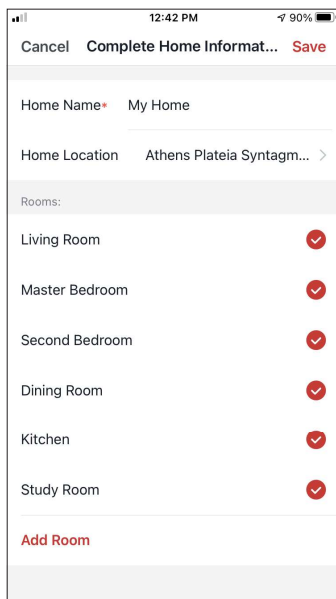 12:42 PM 90%
Cancel Complete Home Informat... Save
Home Name* My Home
Home Location Athens Plateia Syntagm...
Rooms:
Living Room
Master Bedroom
Second Bedroom
Dining Room
Kitchen
Study Room
Add Room